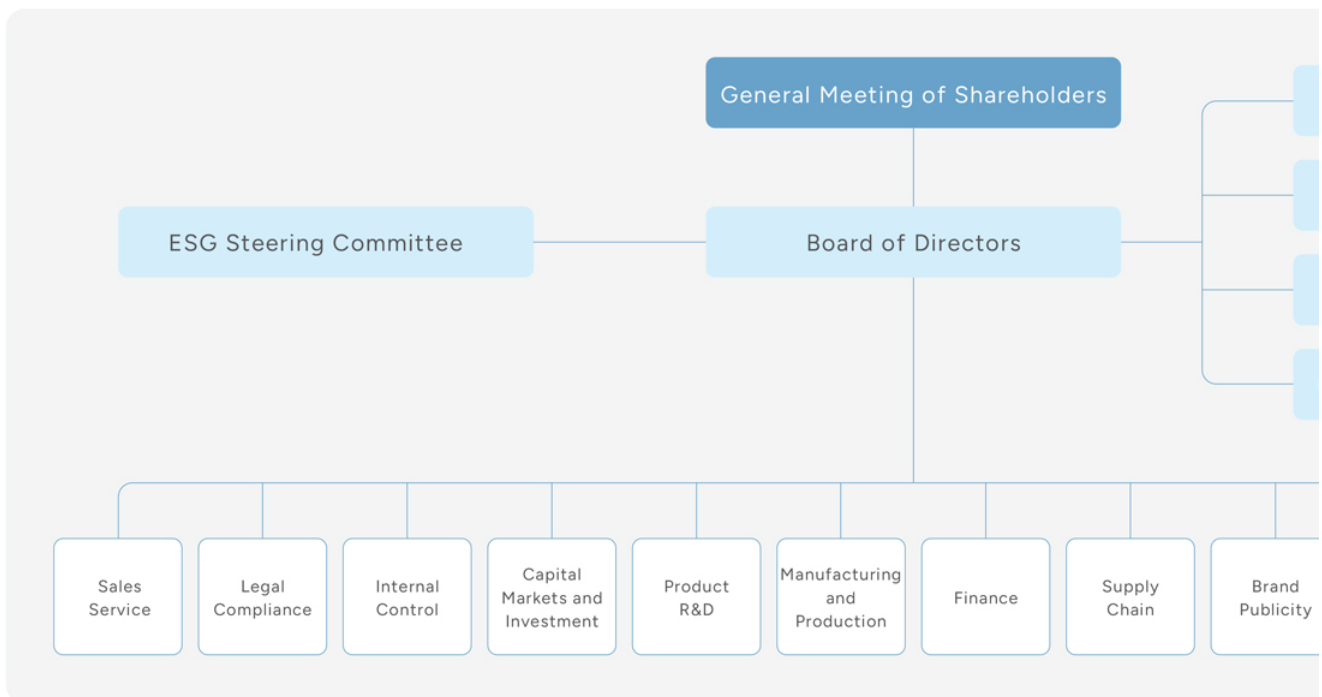 General Meeting of Shareholders
ESG Steering Committee
Board of Directors
Sales
Service
Legal
Compliance
Internal
Control
Capital
Markets and
Investment
Product
R&D
Manufacturing
and
Production
Finance
Supply
Chain
Brand
Publicity